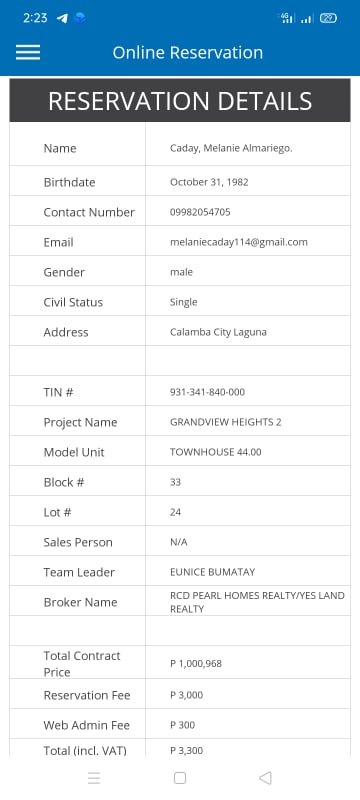 2:23
4G
29
Online Reservation
RESERVATION DETAILS
Name Caday, Melanie Almariego.
Birthdate October 31, 1982
Contact Number 09982054705
Email melaniecaday114@gmail.com
Gender male
Civil Status Single
Address Calamba City Laguna
TIN # 931-341-840-000
Project Name GRANDVIEW HEIGHTS 2
Model Unit TOWNHOUSE 44.00
Block # 33
Lot # 24
Sales Person N/A
Team Leader EUNICE BUMATAY
Broker Name RCD PEARL HOMES REALTY/YES LAND
REALTY
Total Contract
Price P 1,000,968
Reservation Fee P 3,000
Web Admin Fee P 300
Total (incl. VAT) P 3,300